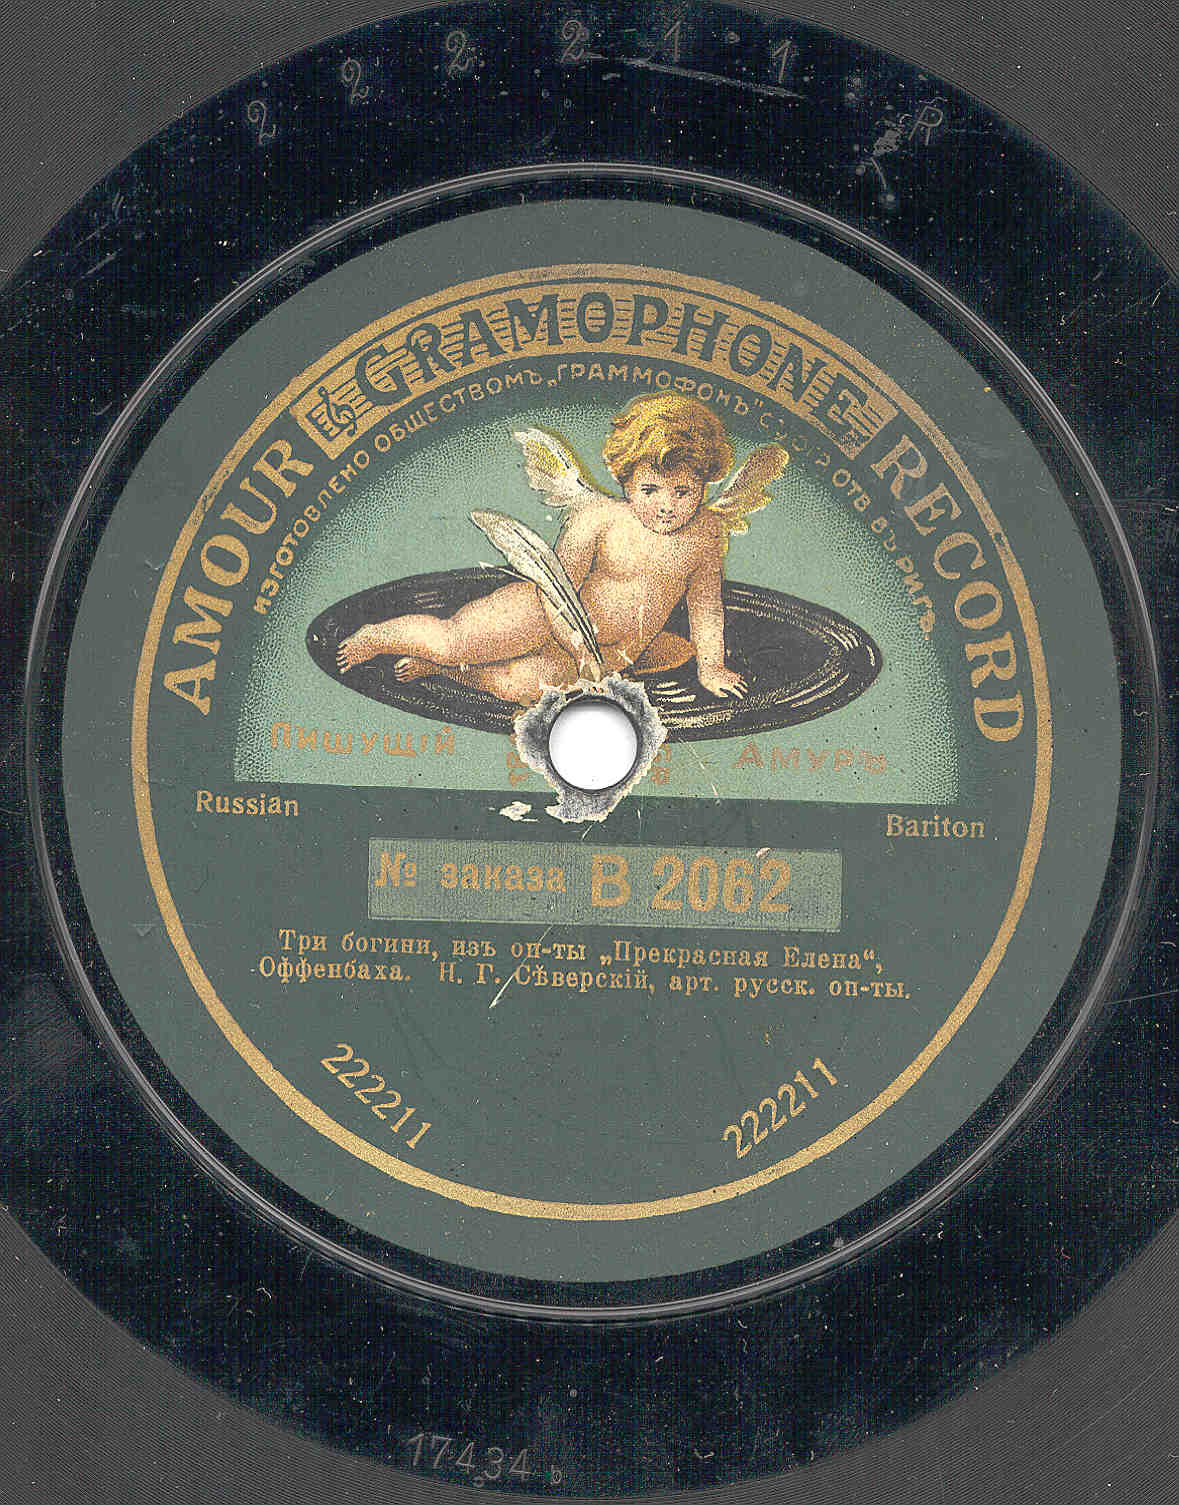 2 2 2 2 1 1 R
AMOUR GRAMOPHONE RECORD
ИЗГОТОВЛЕНО ОБЩЕСТВОМЪ „ГРАММОФОНЪ" ОТВ ВЪ РИГѢ.
ПИШУЩІЙ АМУРЪ
Russian
Bariton
№ заказа В 2062
Три богини, изъ оп-ты „Прекрасная Елена“,
Оффенбаха. Н. Г. Сѣверскій, арт. русск. оп-ты.
222211
222211
17434 b